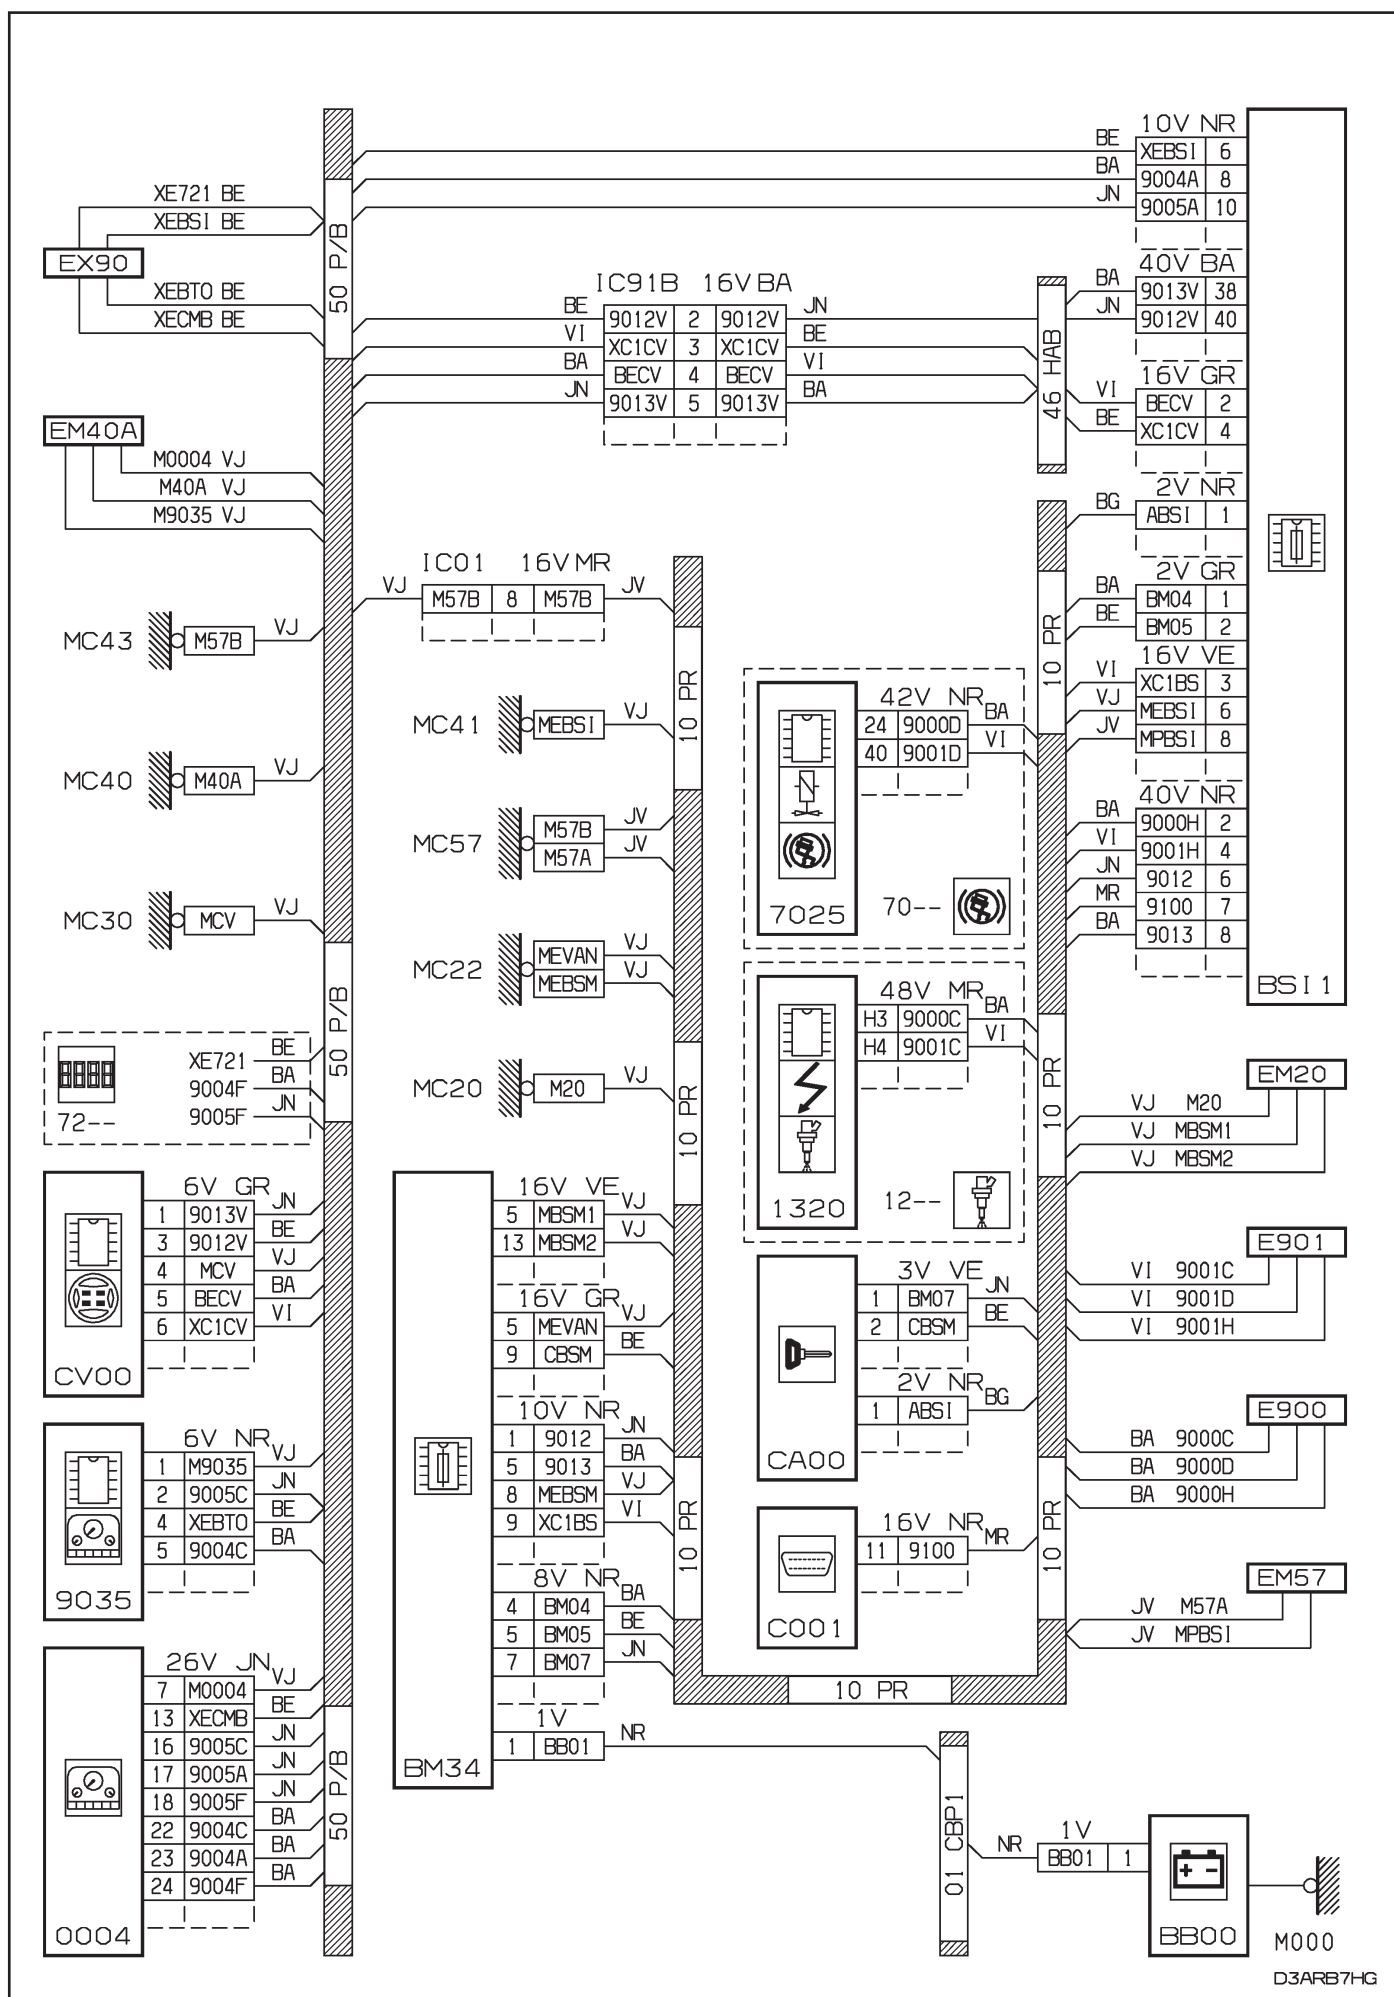 10V NR
BE XEBSI 6
BA 9004A 8
JN 9005A 10
XE721 BE
XEBSI BE
EX90
XEBTO BE
XECMB BE
50 P/B
40V BA
BA 9013V 38
JN 9012V 40
IC91B 16V BA
BE 9012V 2 9012V JN
VI XC1CV 3 XC1CV BE
BA BECV 4 BECV VI
JN 9013V 5 9013V BA
46 HAB
16V GR
VI BECV 2
BE XC1CV 4
EM40A
M0004 VJ
M40A VJ
M9035 VJ
2V NR
BG ABSI 1
IC01 16V MR
VJ M57B 8 M57B JV
2V GR
BA BM04 1
BE BM05 2
MC43 M57B VJ
10 PR
10 PR
16V VE
VI XC1BS 3
VJ MEBSI 6
JV MPBSI 8
MC41 MEBSI VJ
42V NR
24 9000D BA
40 9001D VI
7025
70--
MC40 M40A VJ
40V NR
BA 9000H 2
VI 9001H 4
JN 9012 6
MR 9100 7
BA 9013 8
BSI1
MC57 M57B JV
M57A JV
MC30 MCV VJ
MC22 MEVAN VJ
MEBSM VJ
48V MR
H3 9000C BA
H4 9001C VI
1320
12--
50 P/B
XE721 BE
9004F BA
9005F JN
72--
MC20 M20 VJ
10 PR
10 PR
EM20
VJ M20
VJ MBSM1
VJ MBSM2
6V GR
1 9013V JN
3 9012V BE
4 MCV VJ
5 BECV BA
6 XC1CV VI
CV00
16V VE
5 MBSM1 VJ
13 MBSM2 VJ
16V GR
5 MEVAN VJ
9 CBSM BE
10V NR
1 9012 JN
5 9013 BA
8 MEBSM VJ
9 XC1BS VI
8V NR
4 BM04 BA
5 BM05 BE
7 BM07 JN
1V
1 BB01 NR
BM34
3V VE
1 BM07 JN
2 CBSM BE
2V NR
1 ABSI BG
CA00
E901
VI 9001C
VI 9001D
VI 9001H
E900
BA 9000C
BA 9000D
BA 9000H
6V NR
1 M9035 VJ
2 9005C JN
4 XEBTO BE
5 9004C BA
9035
10 PR
10 PR
16V NR
11 9100 MR
C001
EM57
JV M57A
JV MPBSI
10 PR
26V JN
7 M0004 VJ
13 XECMB BE
16 9005C JN
17 9005A JN
18 9005F JN
22 9004C BA
23 9004A BA
24 9004F BA
0004
50 P/B
01 CBP1
1V
NR BB01 1
BB00
M000
D3ARB7HG